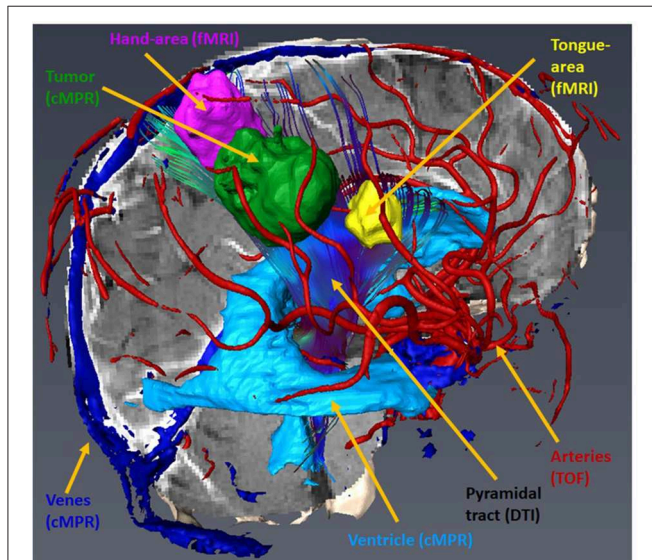 Hand-area (fMRI)
Tumor
(cMPR)
Tongue-
area
(fMRI)
Arteries
(TOF)
Pyramidal
tract (DTI)
Venes
(cMPR)
Ventricle (cMPR)